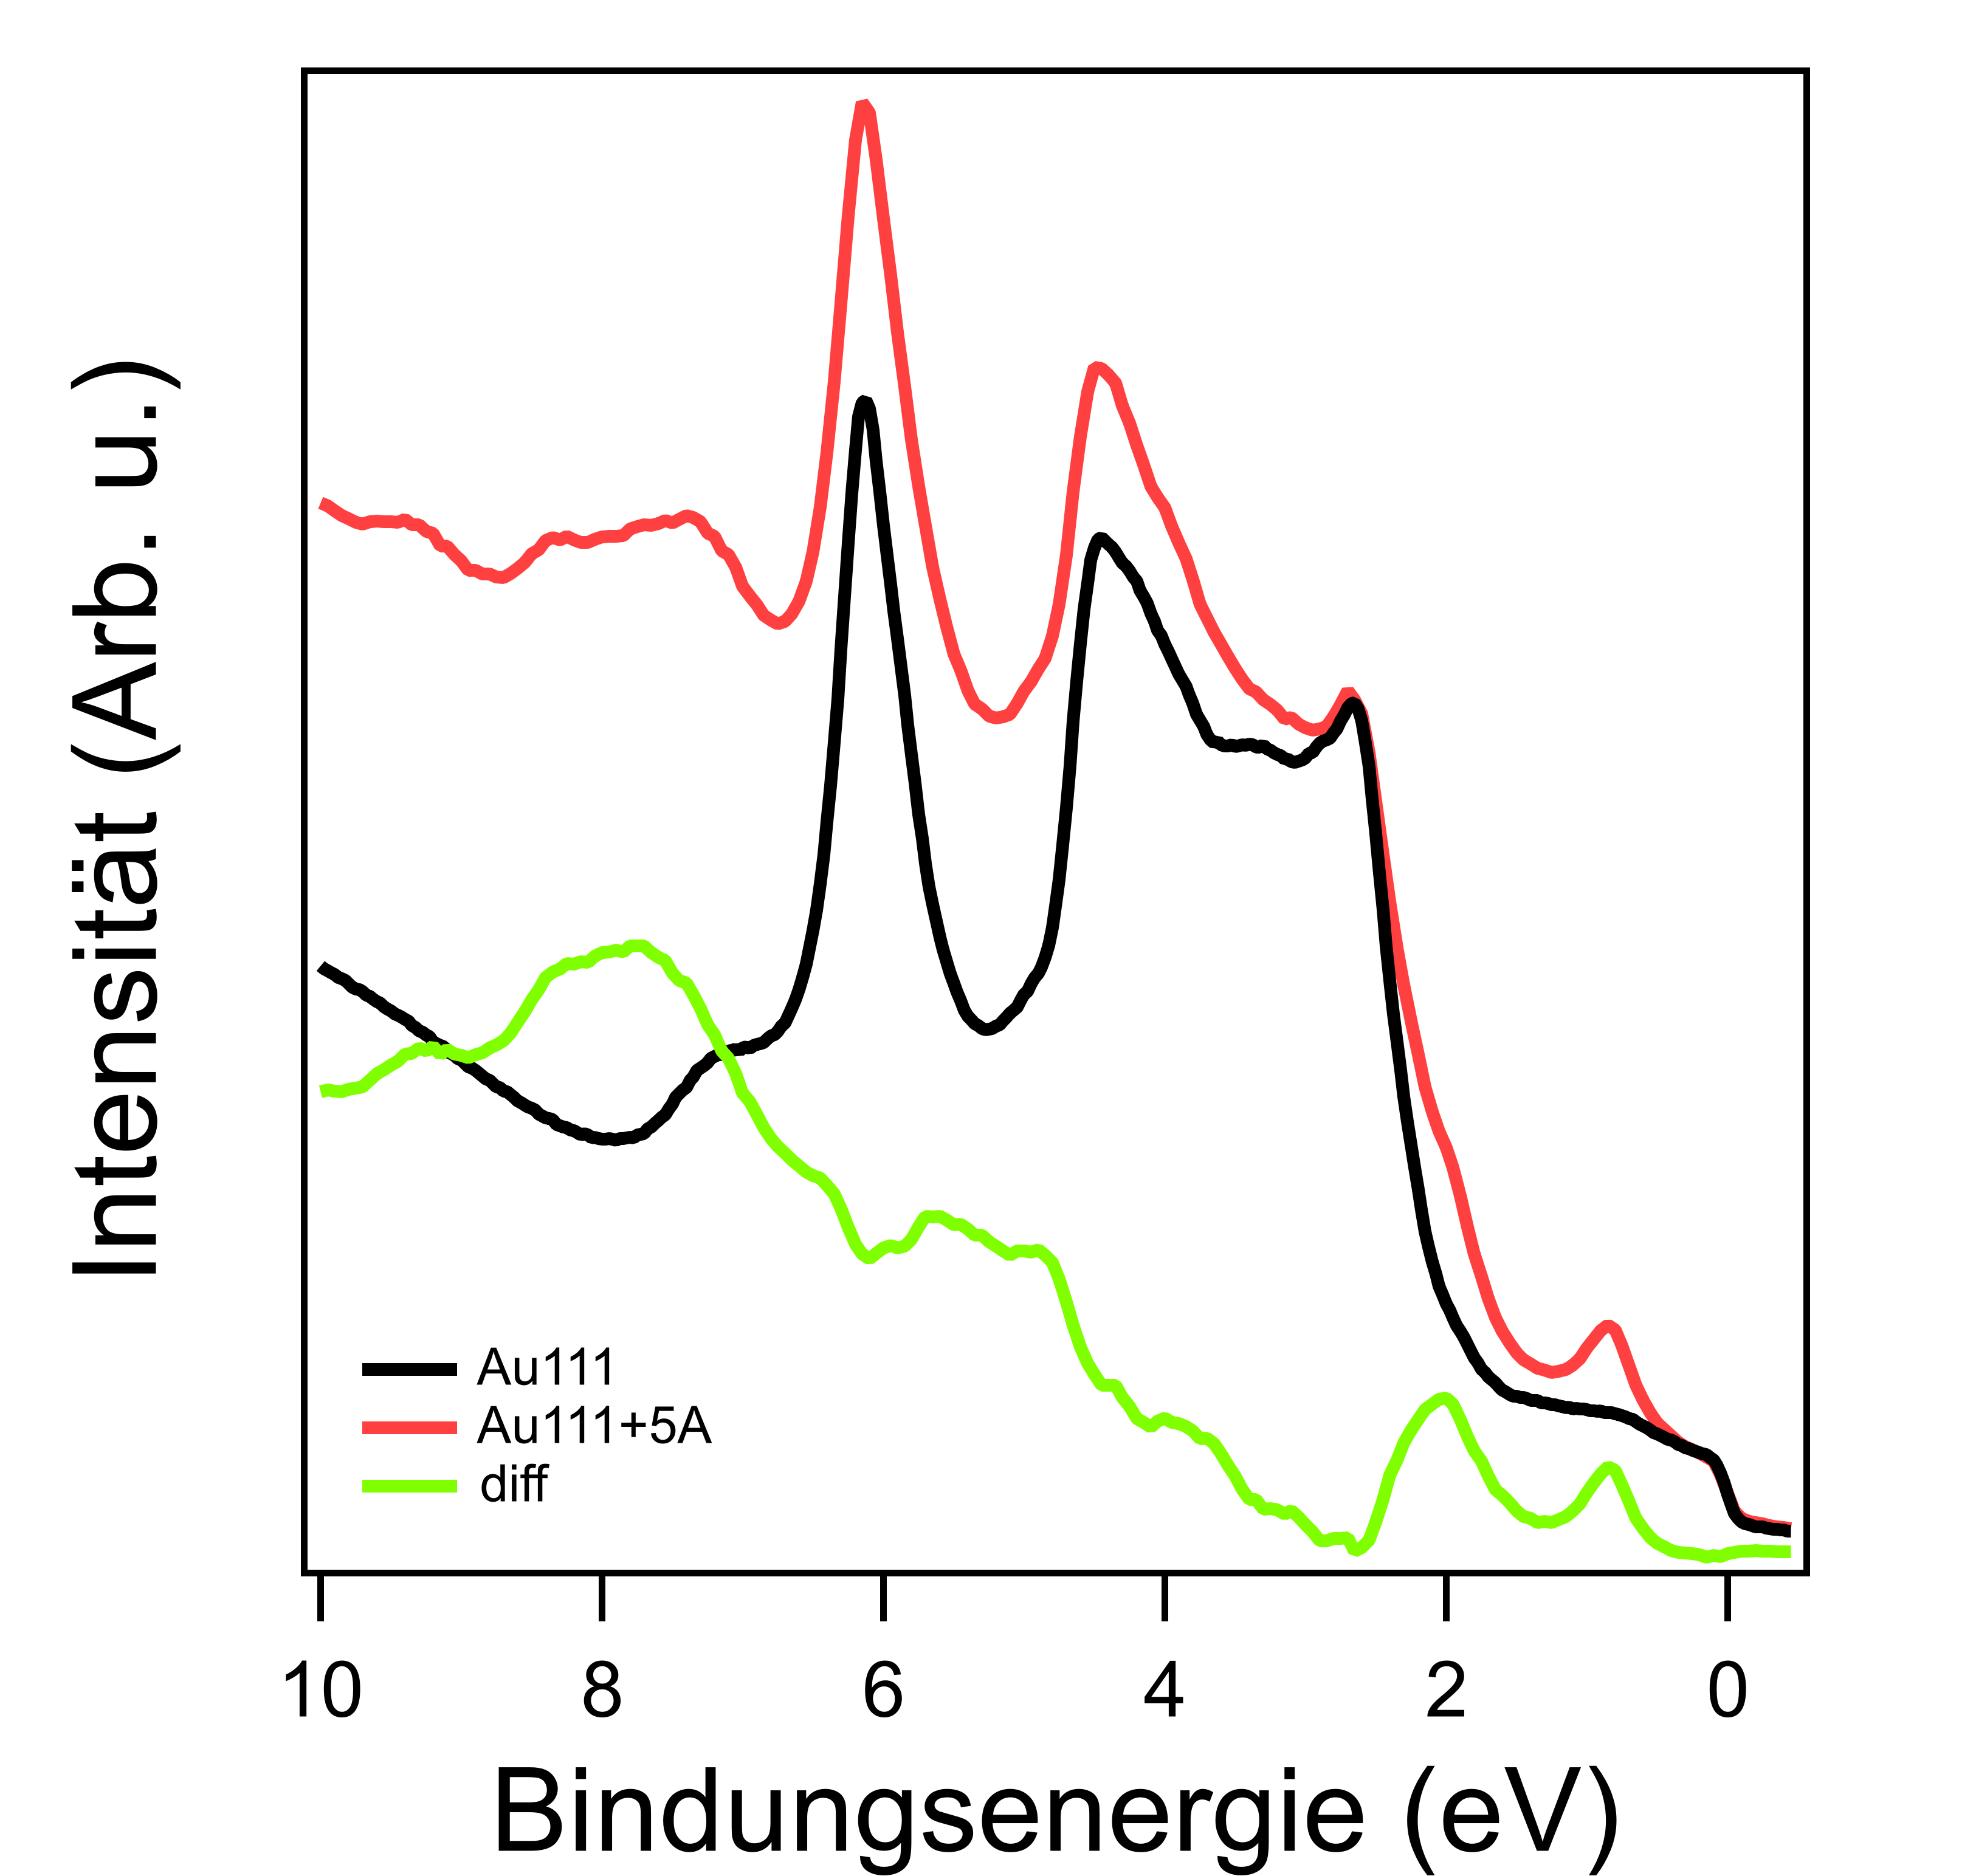 Intensität (Arb. u.)
Au111
Au111+5A
diff
10 8 6 4 2 0
Bindungsenergie (eV)